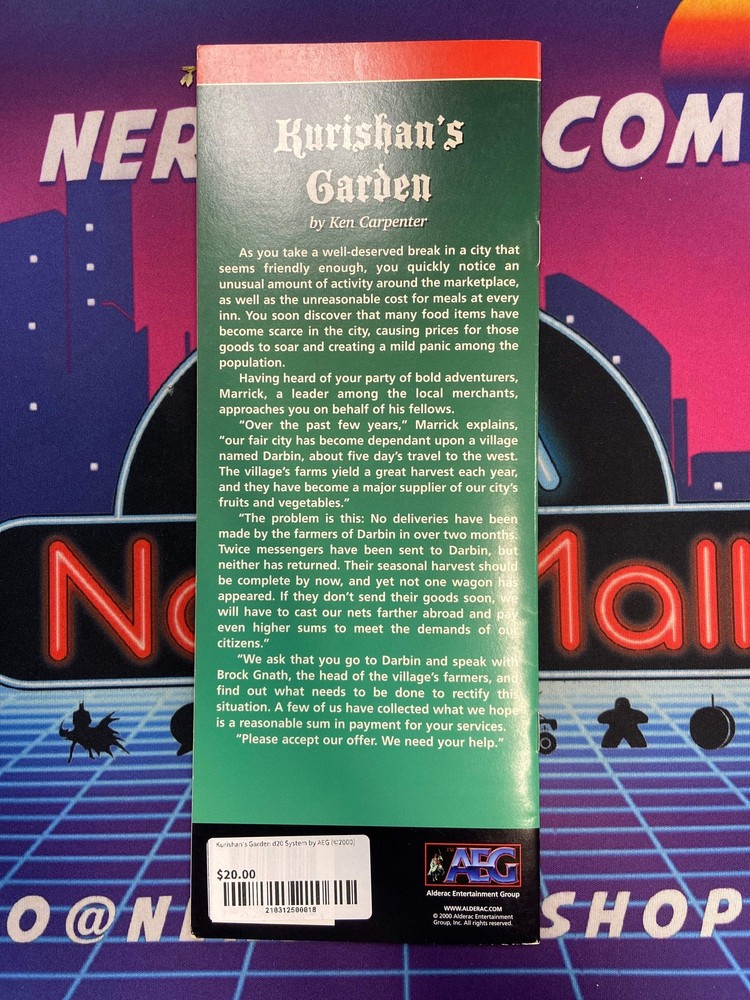 NER
COM
Kurishan's
Garden
by Ken Carpenter
As you take a well-deserved break in a city that
seems friendly enough, you quickly notice an
unusual amount of activity around the marketplace,
as well as the unreasonable cost for meals at every
inn. You soon discover that many food items have
become scarce in the city, causing prices for those
goods to soar and creating a mild panic among the
population.
Having heard of your party of bold adventurers,
Marrick, a leader among the local merchants,
approaches you on behalf of his fellows.
"Over the past few years," Marrick explains,
"our fair city has become dependant upon a village
named Darbin, about five day's travel to the west.
The village's farms yield a great harvest each year,
and they have become a major supplier of our city's
fruits and vegetables."
"The problem is this: No deliveries have been
made by the farmers of Darbin in over two months.
Twice messengers have been sent to Darbin, but
neither has returned. Their seasonal harvest should
be complete by now, and yet not one wagon has
appeared. If they don't send their goods soon, we
will have to cast our nets farther abroad and pay
even higher sums to meet the demands of our
citizens."
"We ask that you go to Darbin and speak with
Brock Gnath, the head of the village's farmers, and
find out what needs to be done to rectify this
situation. A few of us have collected what we hope
is a reasonable sum in payment for your services.
"Please accept our offer. We need your help."
Mall
Kurishan's Garden d20 System by AEG (©2000)
$20.00
210312500018
AEG
Alderac Entertainment Group
WWW.ALDERAC.COM
© 2000 Alderac Entertainment
Group, Inc. All rights reserved.
O@N
SHOP